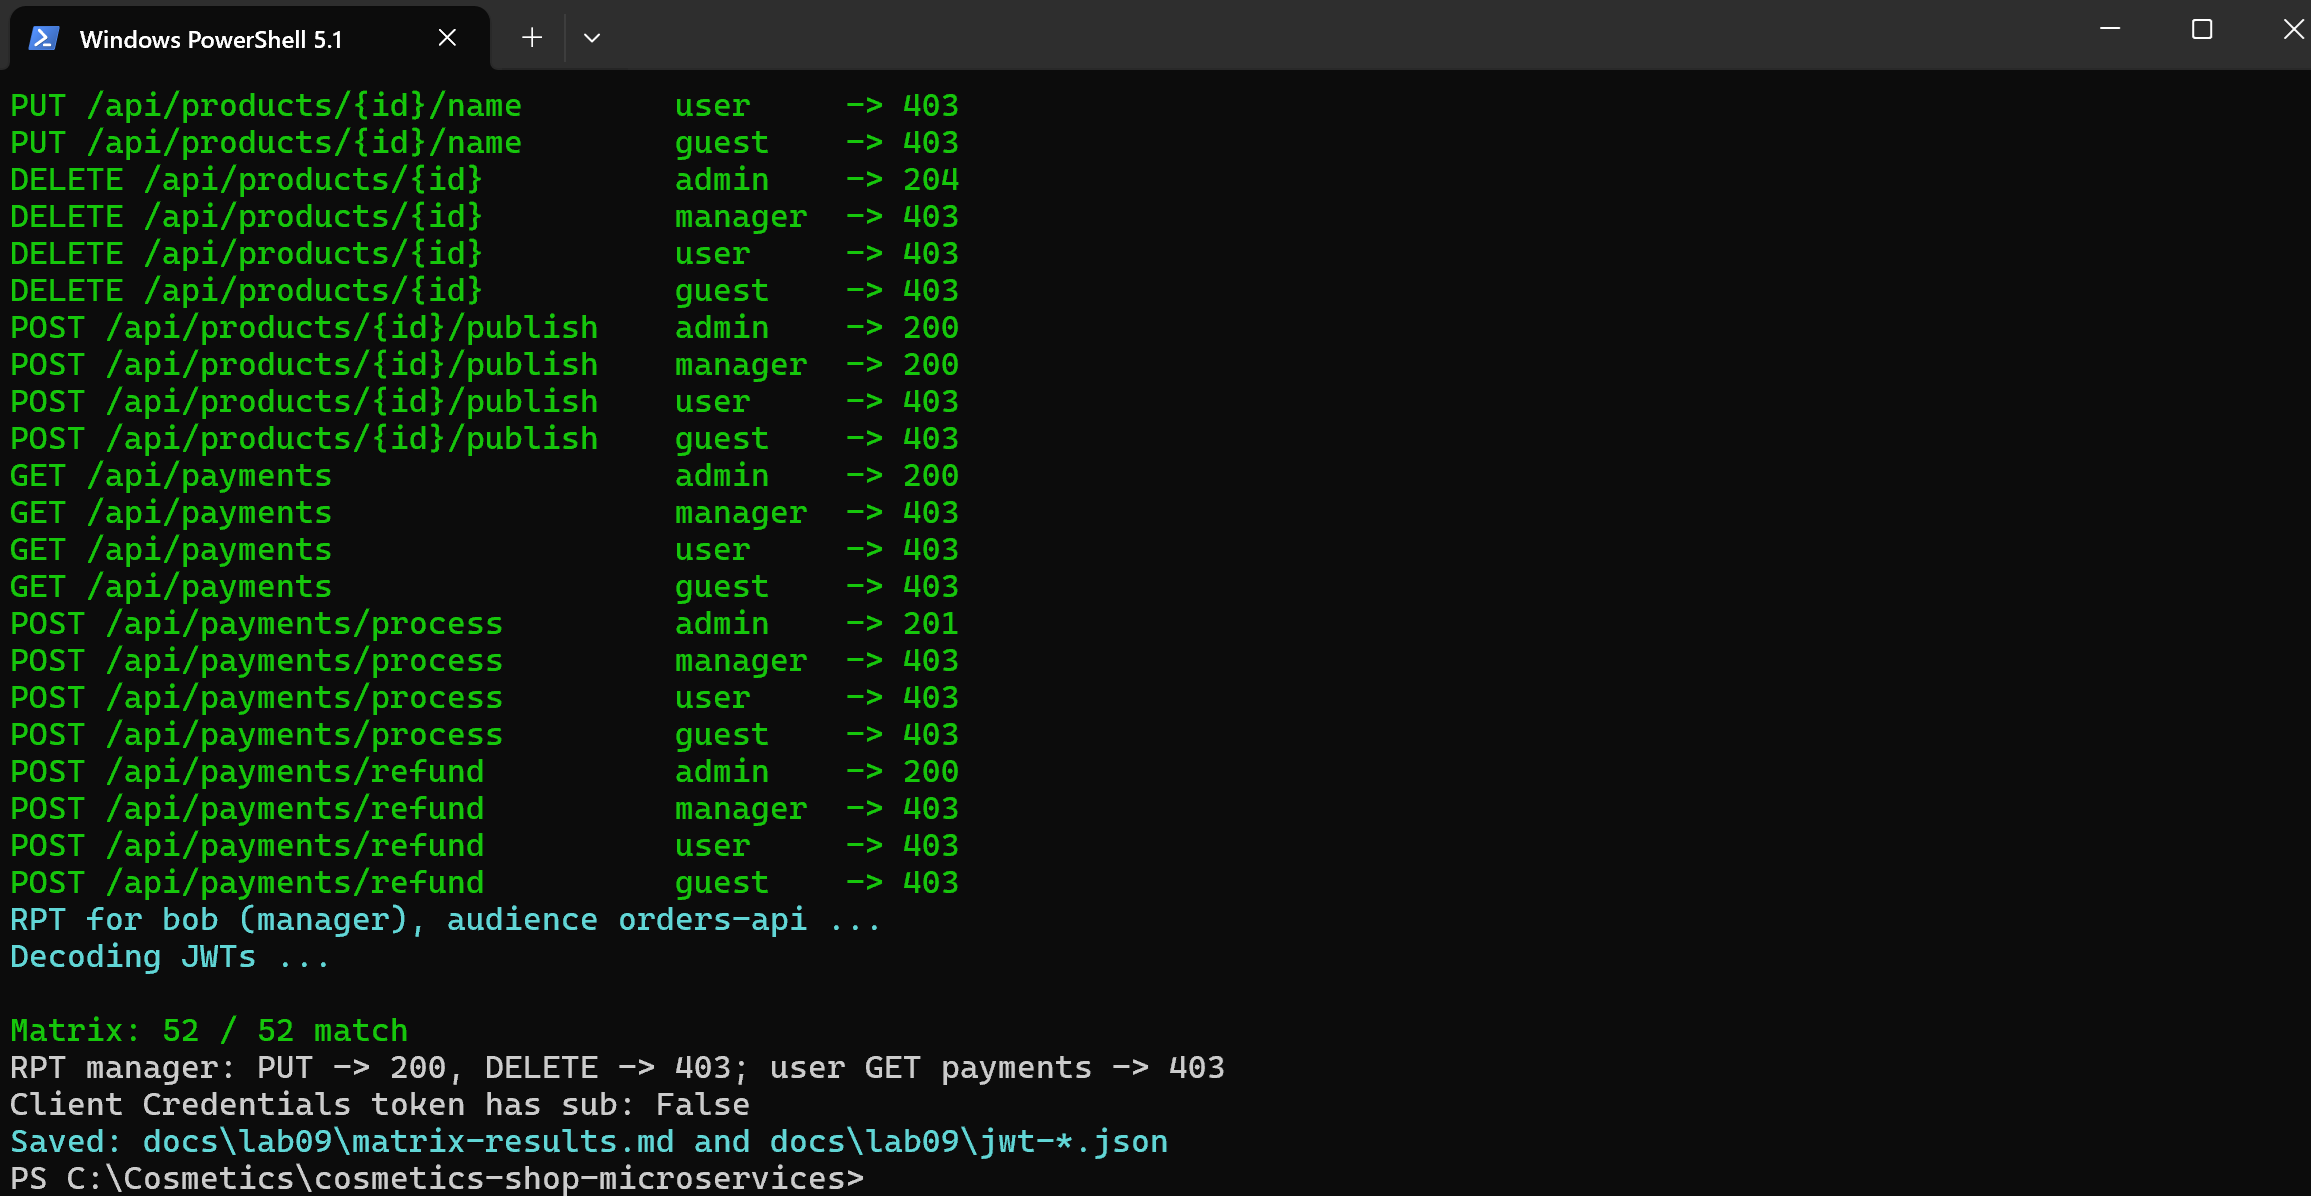 Windows PowerShell 5.1
PUT /api/products/{id}/name user -> 403
PUT /api/products/{id}/name guest -> 403
DELETE /api/products/{id} admin -> 204
DELETE /api/products/{id} manager -> 403
DELETE /api/products/{id} user -> 403
DELETE /api/products/{id} guest -> 403
POST /api/products/{id}/publish admin -> 200
POST /api/products/{id}/publish manager -> 200
POST /api/products/{id}/publish user -> 403
POST /api/products/{id}/publish guest -> 403
GET /api/payments admin -> 200
GET /api/payments manager -> 403
GET /api/payments user -> 403
GET /api/payments guest -> 403
POST /api/payments/process admin -> 201
POST /api/payments/process manager -> 403
POST /api/payments/process user -> 403
POST /api/payments/process guest -> 403
POST /api/payments/refund admin -> 200
POST /api/payments/refund manager -> 403
POST /api/payments/refund user -> 403
POST /api/payments/refund guest -> 403
RPT for bob (manager), audience orders-api ...
Decoding JWTs ...
Matrix: 52 / 52 match
RPT manager: PUT -> 200, DELETE -> 403; user GET payments -> 403
Client Credentials token has sub: False
Saved: docs\lab09\matrix-results.md and docs\lab09\jwt-*.json
PS C:\Cosmetics\cosmetics-shop-microservices>